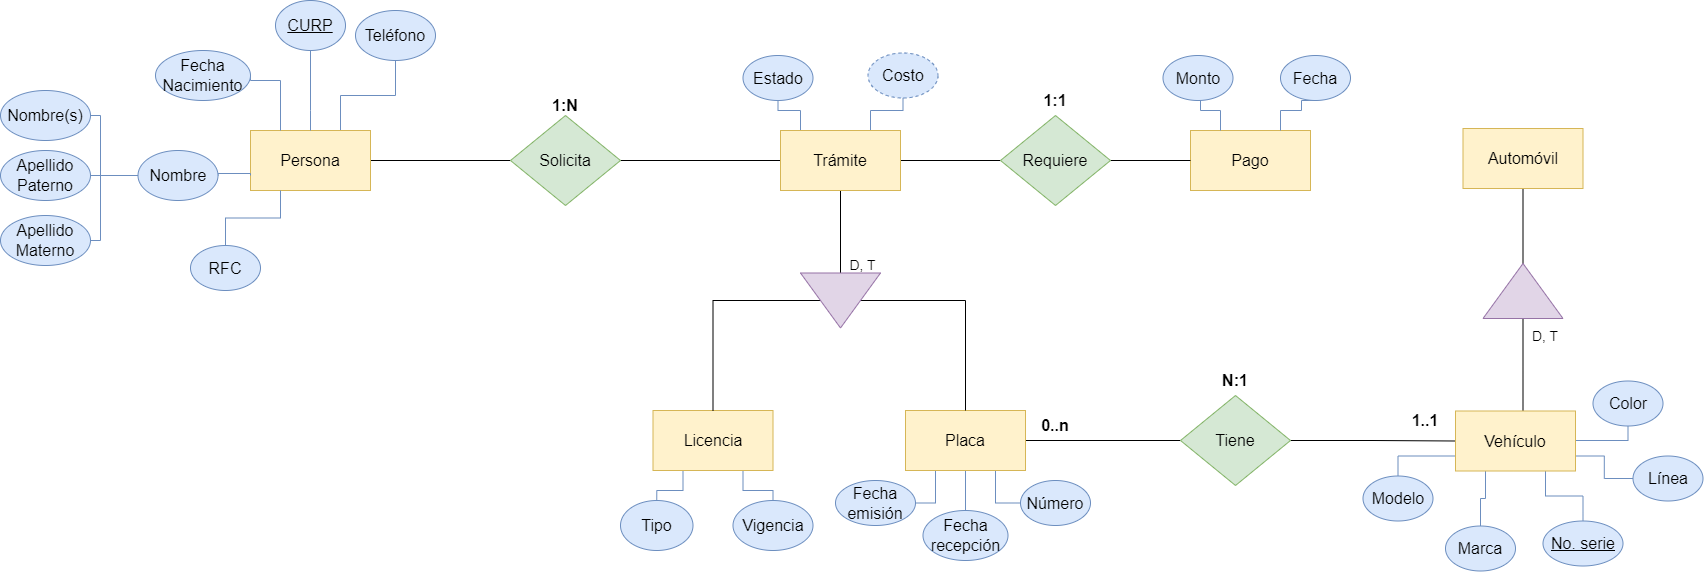 CURP
Teléfono
Fecha
Nacimiento
Nombre(s)
Apellido
Paterno
Apellido
Materno
Nombre
Persona
RFC
1:N
Solicita
Estado
Costo
Trámite
1:1
Requiere
Monto
Fecha
Pago
Automóvil
D, T
D, T
Licencia
Tipo
Vigencia
Placa
Fecha
emisión
Fecha
recepción
Número
0..n
N:1
Tiene
1..1
Vehículo
Color
Línea
Modelo
Marca
No. serie